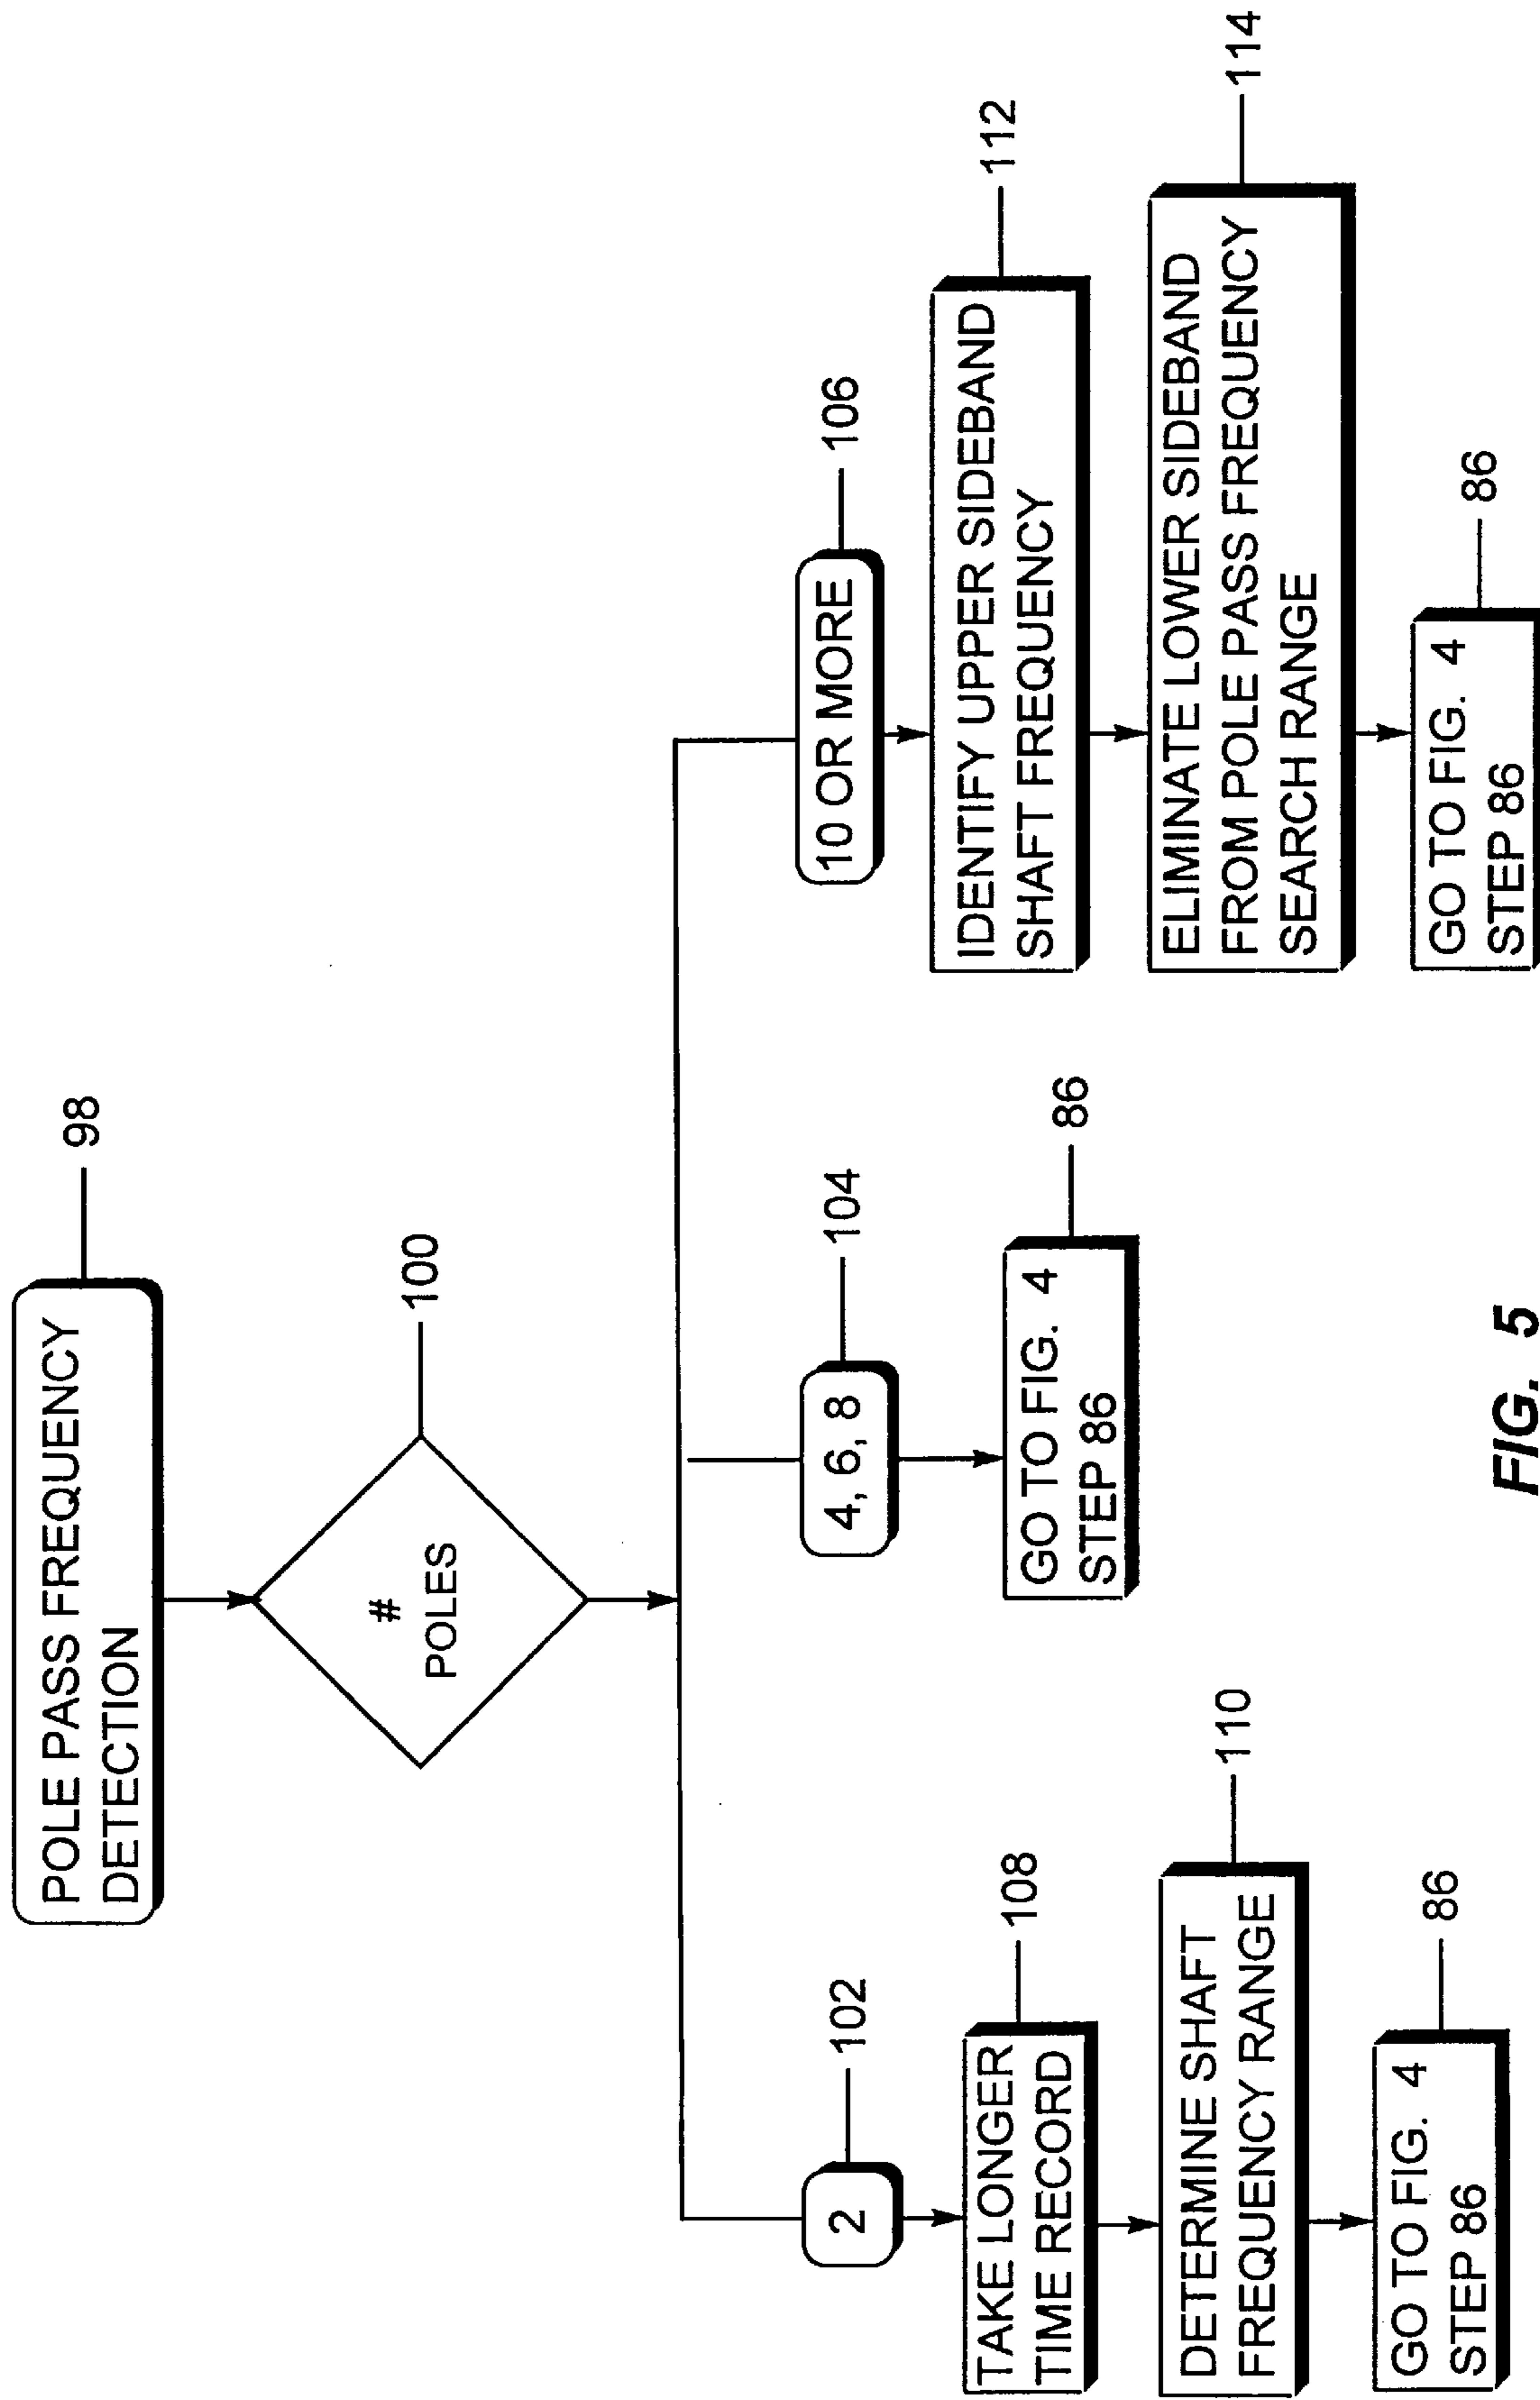 POLE PASS FREQUENCY
DETECTION
98
#
POLES
100
2
102
TAKE LONGER
TIME RECORD
108
DETERMINE SHAFT
FREQUENCY RANGE
110
GO TO FIG. 4
STEP 86
86
4, 6, 8
104
GO TO FIG. 4
STEP 86
86
10 OR MORE
106
IDENTIFY UPPER SIDEBAND
SHAFT FREQUENCY
112
ELIMINATE LOWER SIDEBAND
FROM POLE PASS FREQUENCY
SEARCH RANGE
114
GO TO FIG. 4
STEP 86
86
FIG. 5